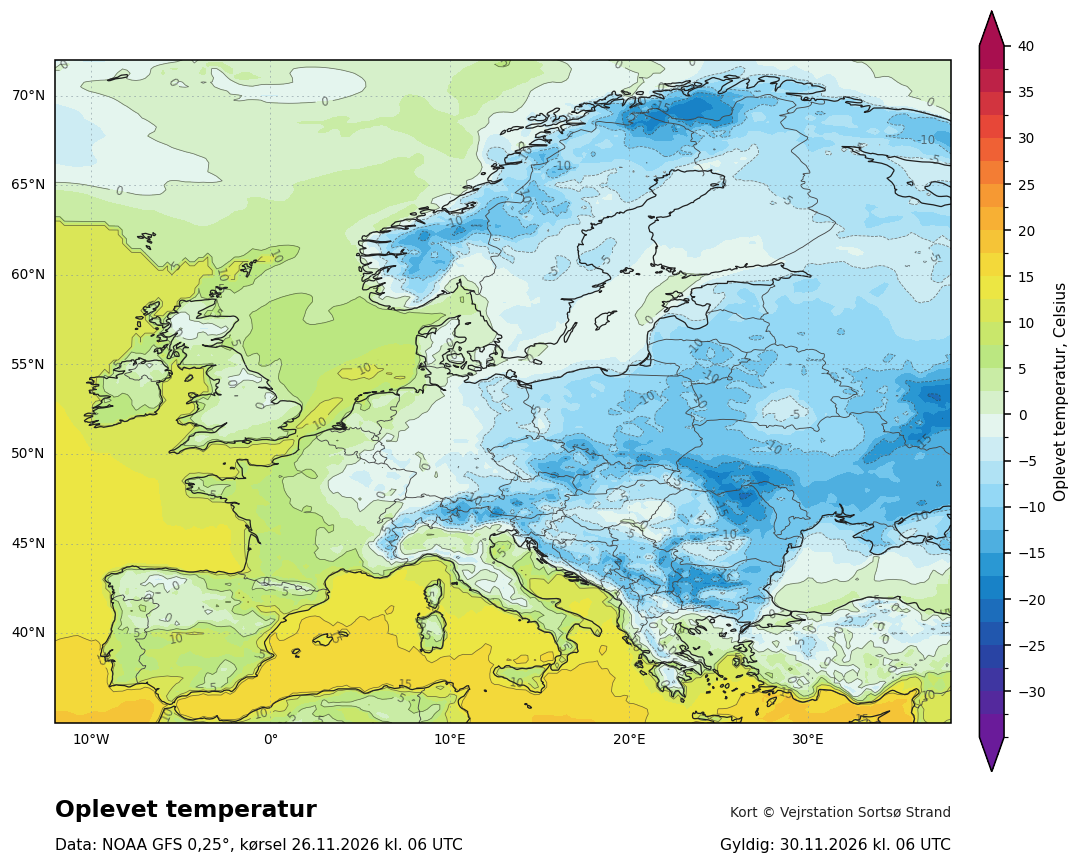 70°N
65°N
60°N
55°N
50°N
45°N
40°N
10°W
0°
10°E
20°E
30°E
40
35
30
25
20
15
10
5
0
−5
−10
−15
−20
−25
−30
Oplevet temperatur, Celsius
Oplevet temperatur
Kort © Vejrstation Sortsø Strand
Data: NOAA GFS 0,25°, kørsel 26.11.2026 kl. 06 UTC
Gyldig: 30.11.2026 kl. 06 UTC